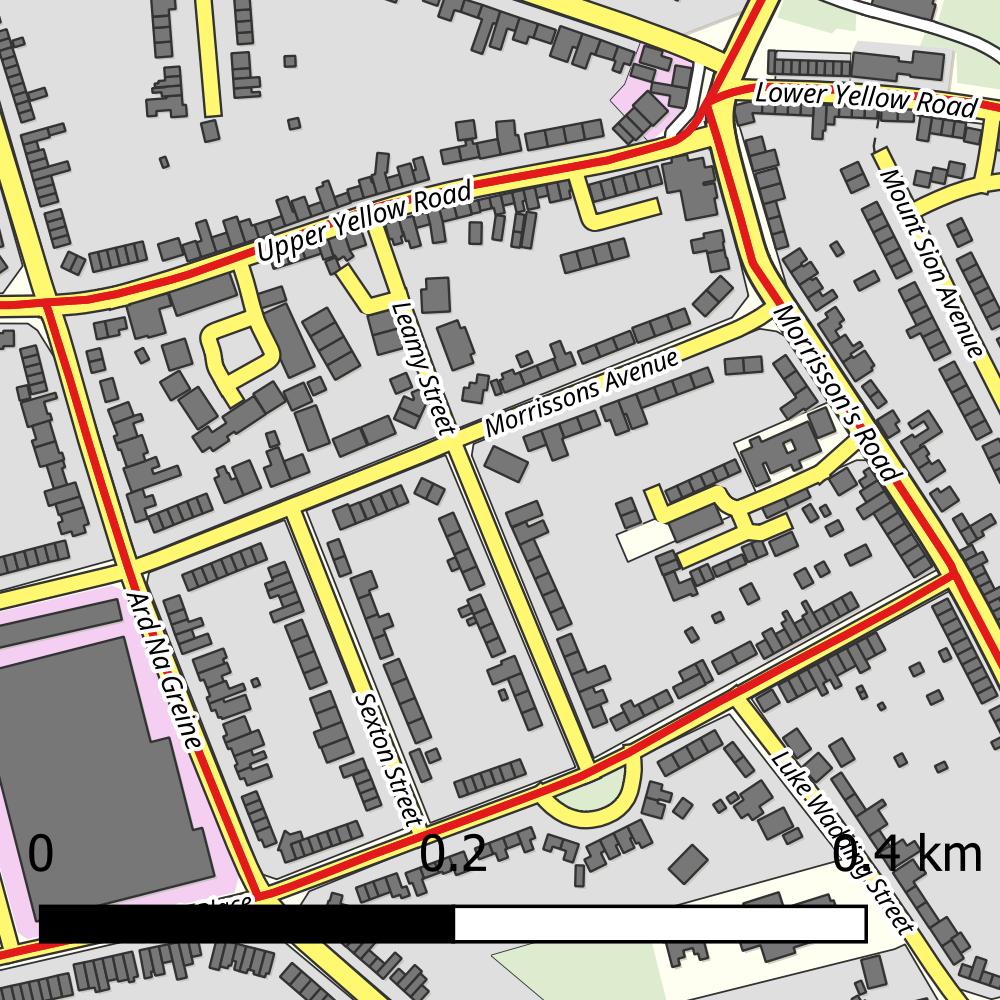 Lower Yellow Road
Upper Yellow Road
Mount Sion Avenue
Leamy Street
Morrisson's Road
Morrissons Avenue
Ard Na Greine
Sexton Street
Luke Wadding Street
0 0.2 0.4 km